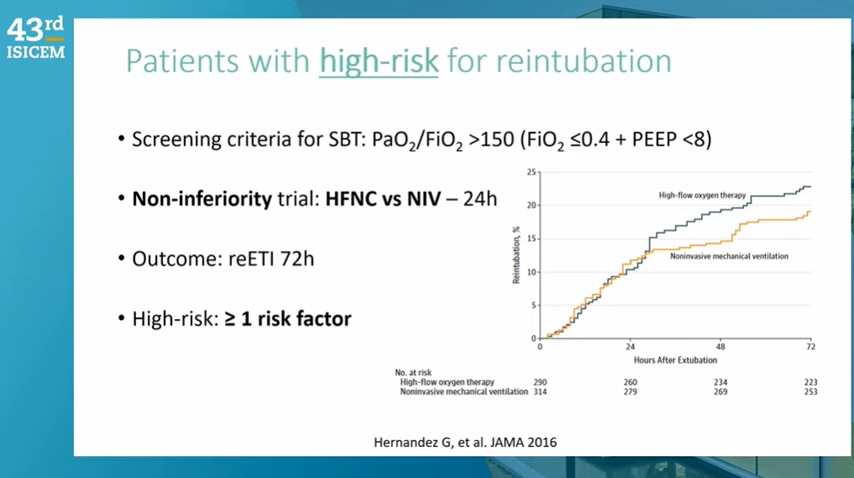 43rd
ISICEM
Patients with high-risk for reintubation
• Screening criteria for SBT: PaO₂/FiO₂ >150 (FiO₂ ≤0.4 + PEEP <8)
• Non-inferiority trial: HFNC vs NIV – 24h
• Outcome: reETI 72h
• High-risk: ≥ 1 risk factor
25
20
15
10
5
0
Reintubation, %
High-flow oxygen therapy
Noninvasive mechanical ventilation
0 24 48 72
Hours After Extubation
No. at risk
High-flow oxygen therapy 290 260 234 223
Noninvasive mechanical ventilation 314 279 269 253
Hernandez G, et al. JAMA 2016